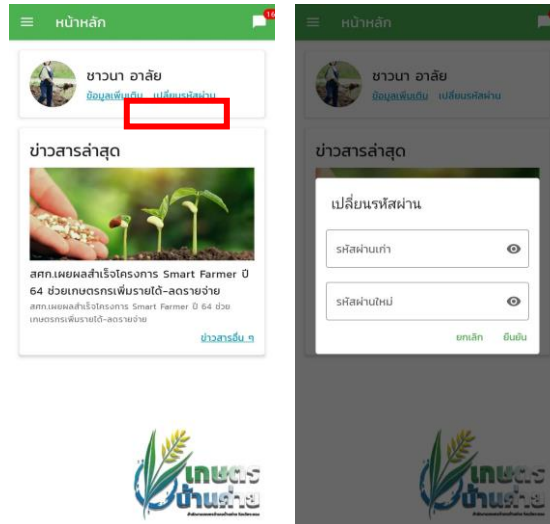 หน้าหลัก
16
ชาวนา อาลัย
ข้อมูลเพิ่มเติม เปลี่ยนรหัสผ่าน
ข่าวสารล่าสุด
สศก.เผยผลสำเร็จโครงการ Smart Farmer ปี
64 ช่วยเกษตรกรเพิ่มรายได้-ลดรายจ่าย
สศก.เผยผลสำเร็จโครงการ Smart Farmer ปี 64 ช่วย
เกษตรกรเพิ่มรายได้-ลดรายจ่าย
ข่าวสารอื่น ๆ
เกษตร
บ้านค่าย
หน้าหลัก
ชาวนา อาลัย
ข้อมูลเพิ่มเติม เปลี่ยนรหัสผ่าน
ข่าวสารล่าสุด
เปลี่ยนรหัสผ่าน
รหัสผ่านเก่า
รหัสผ่านใหม่
ยกเลิก ยืนยัน
เกษตร
บ้านค่าย